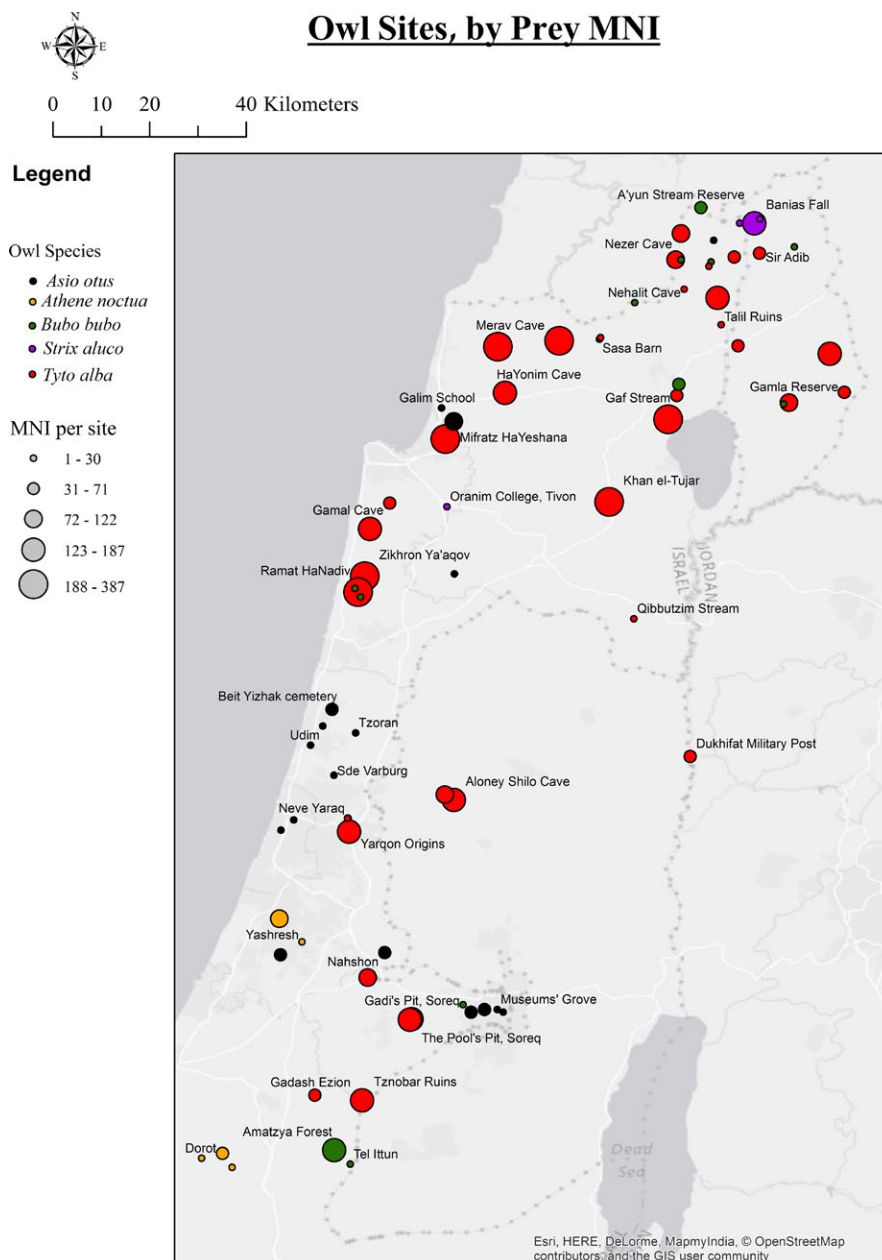 Owl Sites, by Prey MNI
N
W E
S
0 10 20 40 Kilometers
Legend
Owl Species
Asio otus
Athene noctua
Bubo bubo
Strix aluco
Tyto alba
MNI per site
1 - 30
31 - 71
72 - 122
123 - 187
188 - 387
A'yun Stream Reserve
Banias Fall
Nezer Cave
Sir Adib
Nehalit Cave
Talil Ruins
Merav Cave
Sasa Barn
HaYonim Cave
Galim School
Gaf Stream
Gamla Reserve
Mifratz HaYeshana
Khan el-Tujar
Oranim College, Tivon
Gamal Cave
Zikhron Ya'aqov
Ramat HaNadiv
ISRAEL
JORDAN
Qibbutzim Stream
Beit Yizhak cemetery
Tzoran
Udim
Dukhifat Military Post
Sde Varburg
Aloney Shilo Cave
Neve Yaraq
Yarqon Origins
Yashresh
Nahshon
Gadi's Pit, Soreq
Museums' Grove
The Pool's Pit, Soreq
Gadash Ezion
Tznobar Ruins
Amatzya Forest
Dorot
Tel Ittun
Dead
Sea
Esri, HERE, DeLorme, MapmyIndia, © OpenStreetMap
contributors, and the GIS user community